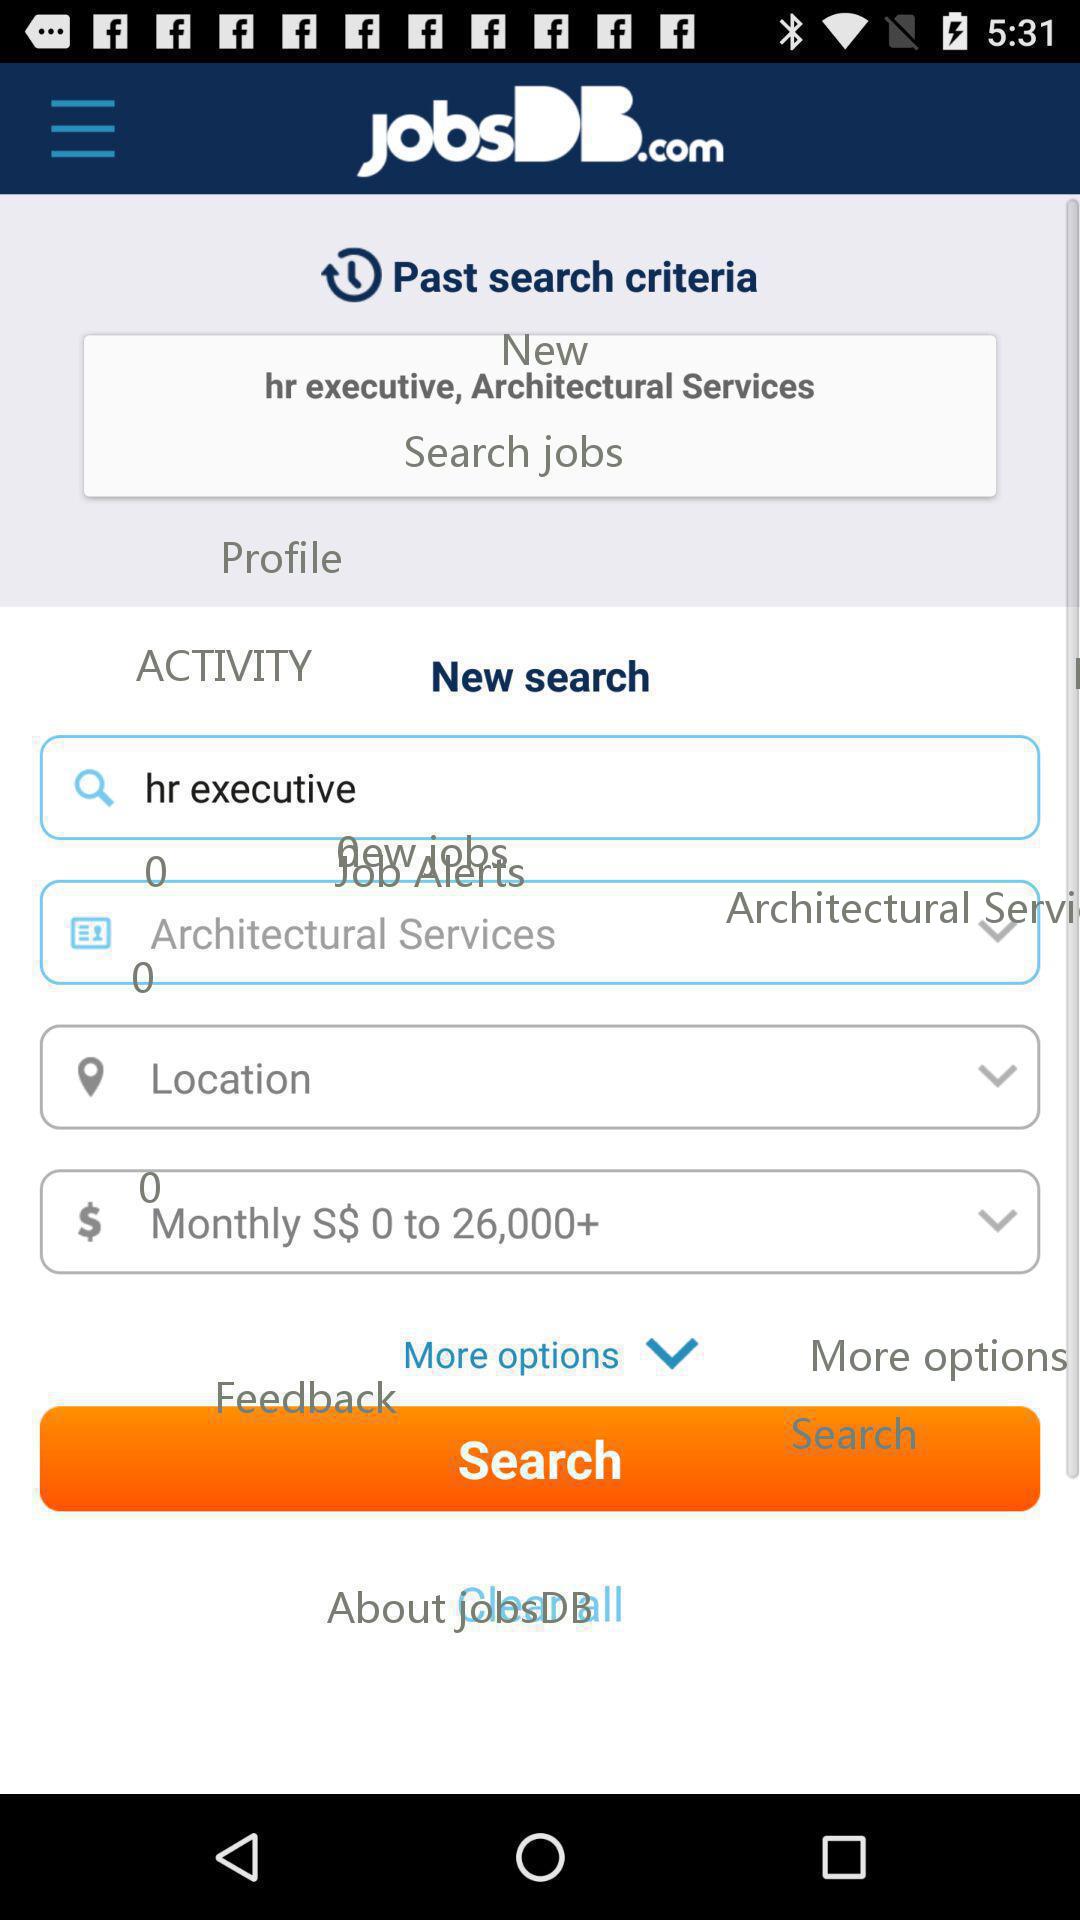 5:31
jobsDB.com
Past search criteria
New
hr executive, Architectural Services
Search jobs
Profile
ACTIVITY
New search
hr executive
new jobs
0
0
Job Alerts
Architectural
Architectural Services
0
Location
0
Monthly S$ 0 to 26,000+
More options
More options
Feedback
Search
Search
About jobsDB
Clear all